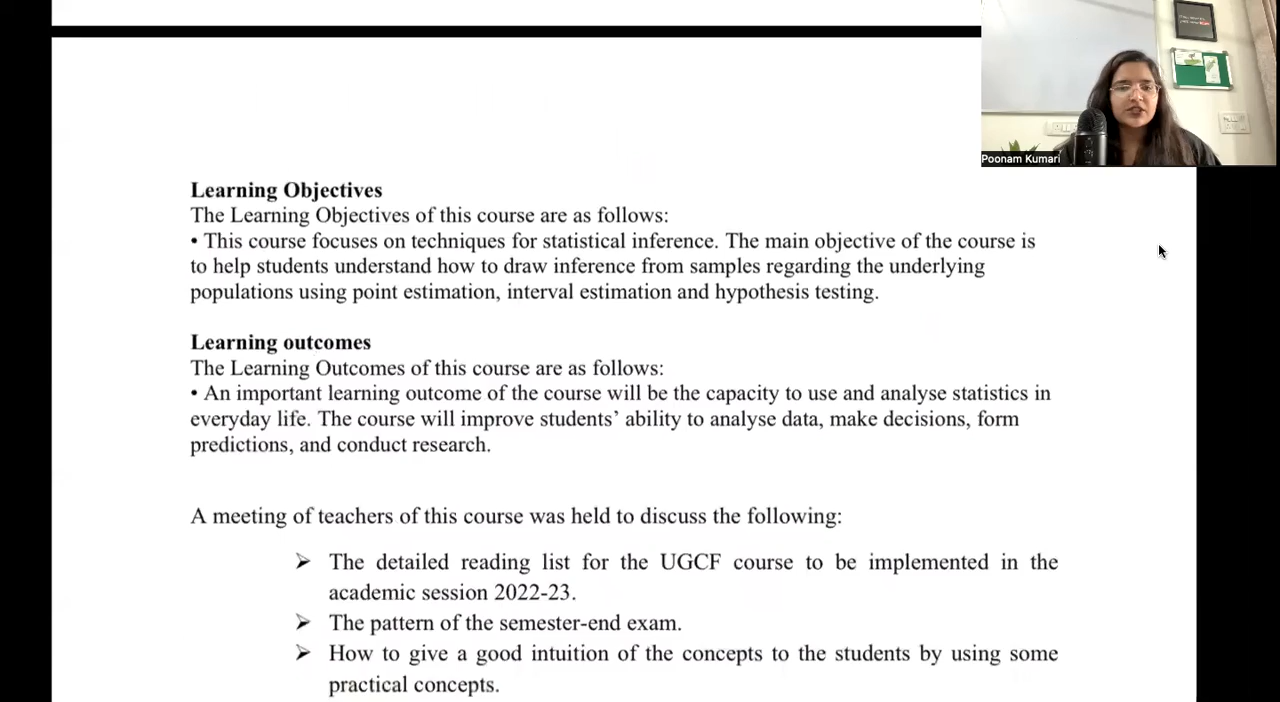 Poonam Kumari
Learning Objectives
The Learning Objectives of this course are as follows:
• This course focuses on techniques for statistical inference. The main objective of the course is
to help students understand how to draw inference from samples regarding the underlying
populations using point estimation, interval estimation and hypothesis testing.
Learning outcomes
The Learning Outcomes of this course are as follows:
• An important learning outcome of the course will be the capacity to use and analyse statistics in
everyday life. The course will improve students’ ability to analyse data, make decisions, form
predictions, and conduct research.
A meeting of teachers of this course was held to discuss the following:
➢ The detailed reading list for the UGCF course to be implemented in the
academic session 2022-23.
➢ The pattern of the semester-end exam.
➢ How to give a good intuition of the concepts to the students by using some
practical concepts.